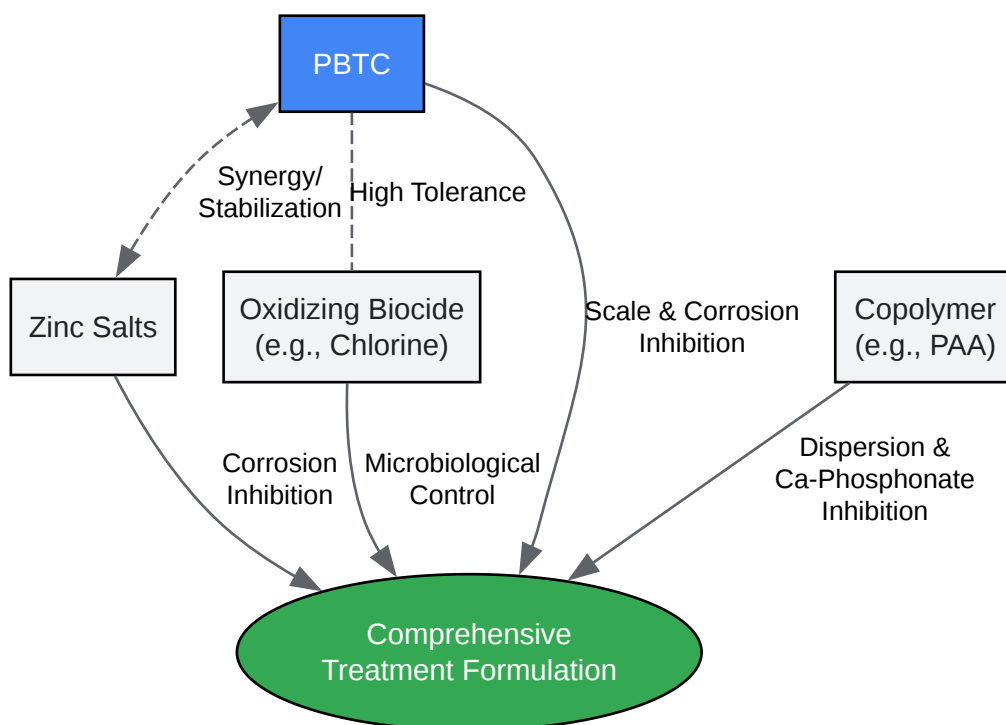 PBTC
Synergy/
Stabilization
High Tolerance
Zinc Salts
Oxidizing Biocide
(e.g., Chlorine)
Scale & Corrosion
Inhibition
Copolymer
(e.g., PAA)
Corrosion
Inhibition
Microbiological
Control
Dispersion &
Ca-Phosphonate
Inhibition
Comprehensive
Treatment Formulation